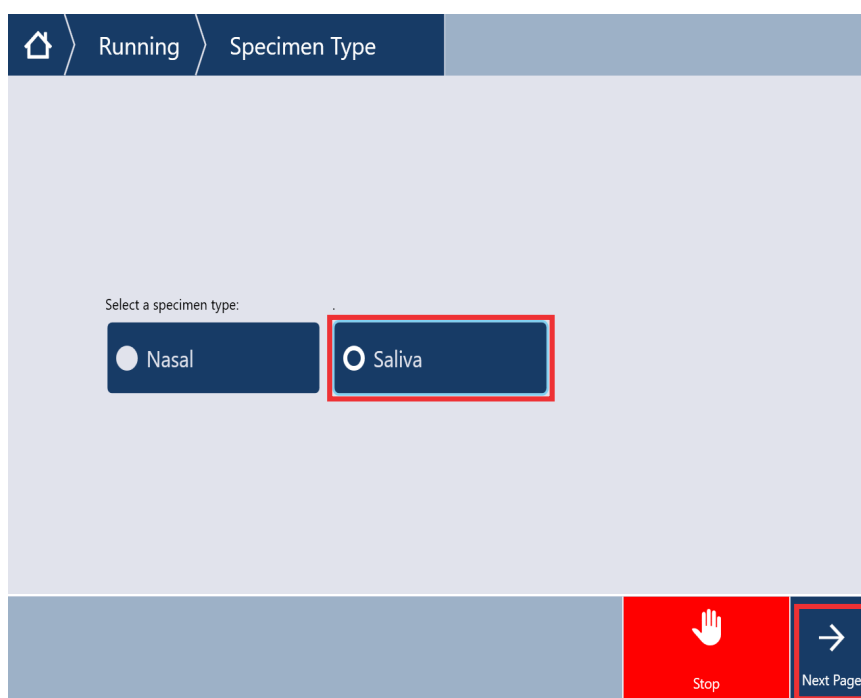 Running
Specimen Type
Select a specimen type:
.
Nasal
Saliva
Stop
Next Page